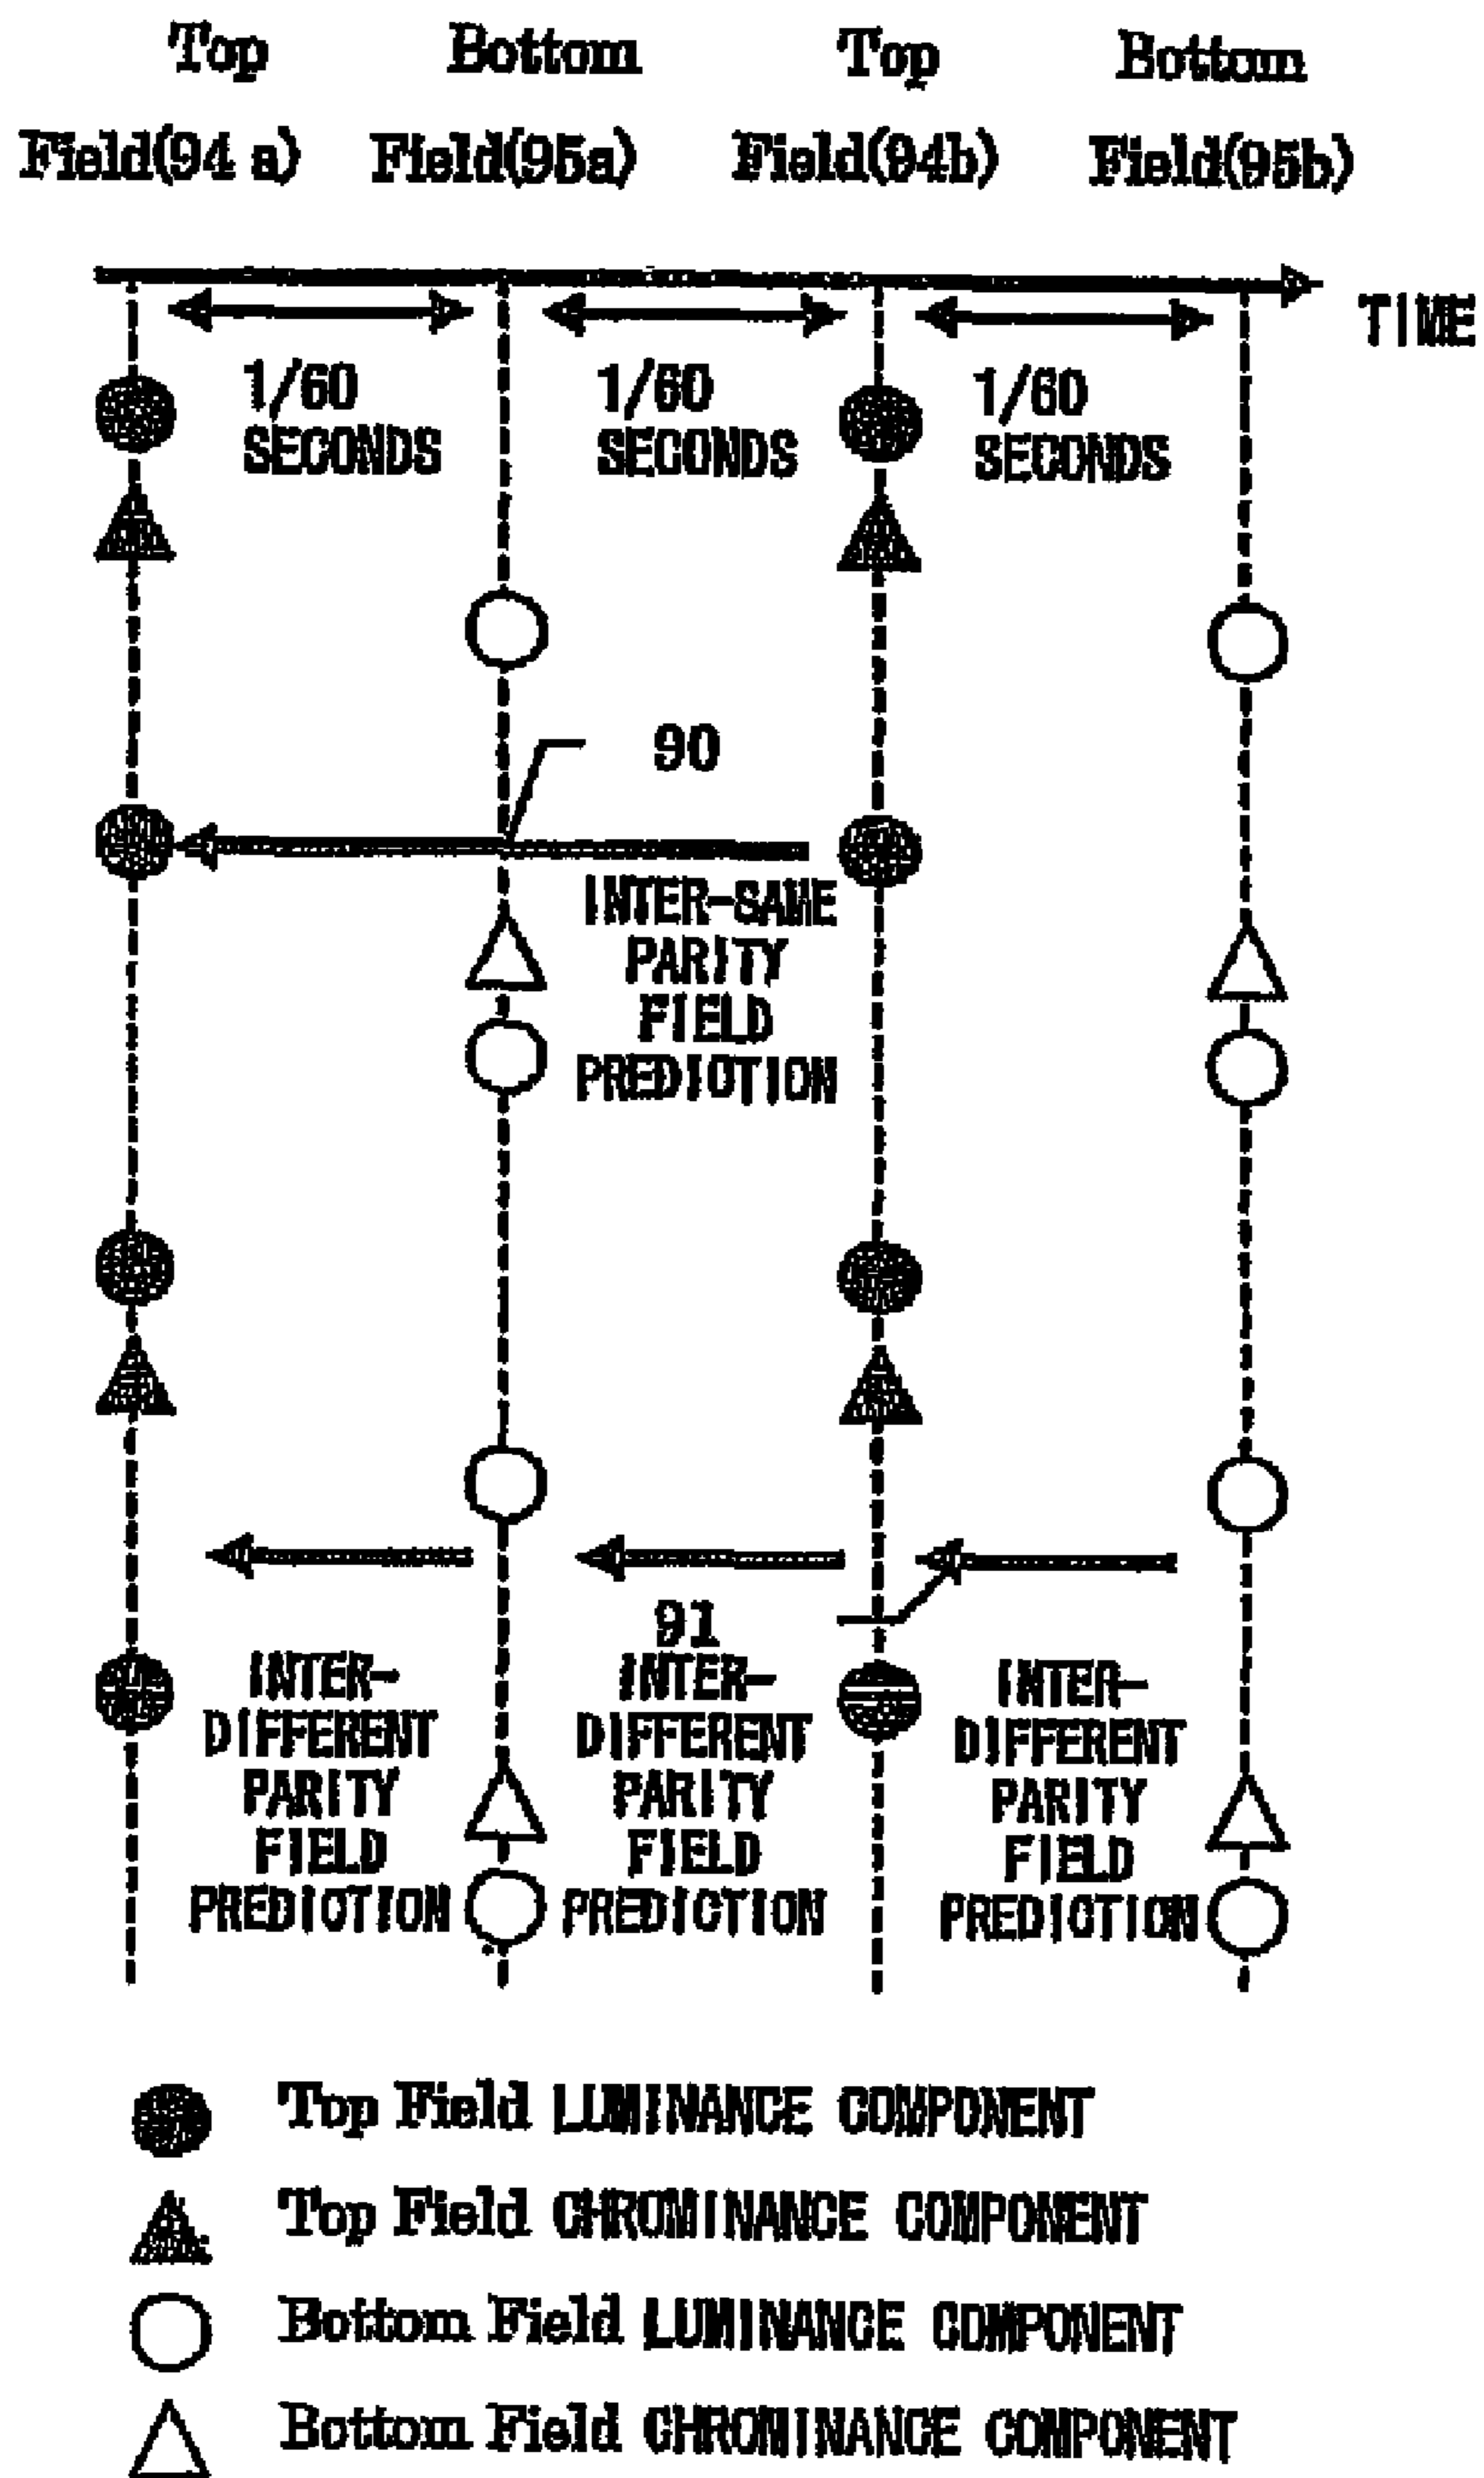 Top Bottom Top Bottom
Field(94a) Field(95a) Field(94b) Field(95b)
TIME
1/60 1/60 1/60
SECONDS SECONDS SECONDS
90
INTER-SAME
PARITY
FIELD
PREDICTION
91
INTER- INTER- INTER-
DIFFERENT DIFFERENT DIFFERENT
PARITY PARITY PARITY
FIELD FIELD FIELD
PREDICTION PREDICTION PREDICTION
Top Field LUMINANCE COMPONENT
Top Field CHROMINANCE COMPONENT
Bottom Field LUMINANCE COMPONENT
Bottom Field CHROMINANCE COMPONENT